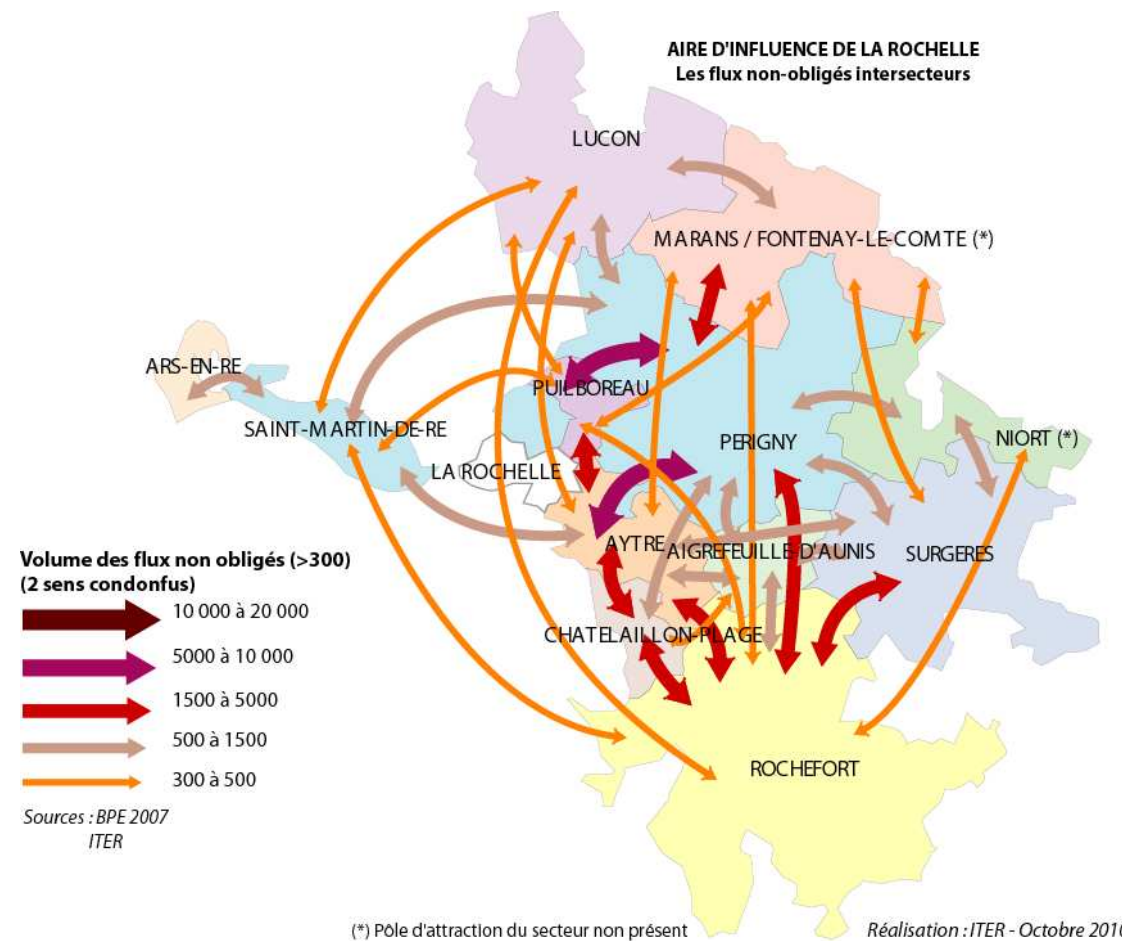 AIRE D'INFLUENCE DE LA ROCHELLE
Les flux non-obligés intersecteurs
LUCON
MARANS / FONTENAY-LE-COMTE (*)
ARS-EN-RE
PUILBOREAU
SAINT-MARTIN-DE-RE
PERIGNY
NIORT (*)
LA ROCHELLE
AYTRE
AIGREFEUILLE-D'AUNIS
SURGERES
CHATELAILLON-PLAGE
ROCHEFORT
Volume des flux non obligés (>300)
(2 sens condonfus)
10 000 à 20 000
5000 à 10 000
1500 à 5000
500 à 1500
300 à 500
Sources : BPE 2007
ITER
(*) Pôle d'attraction du secteur non présent
Réalisation : ITER - Octobre 2010